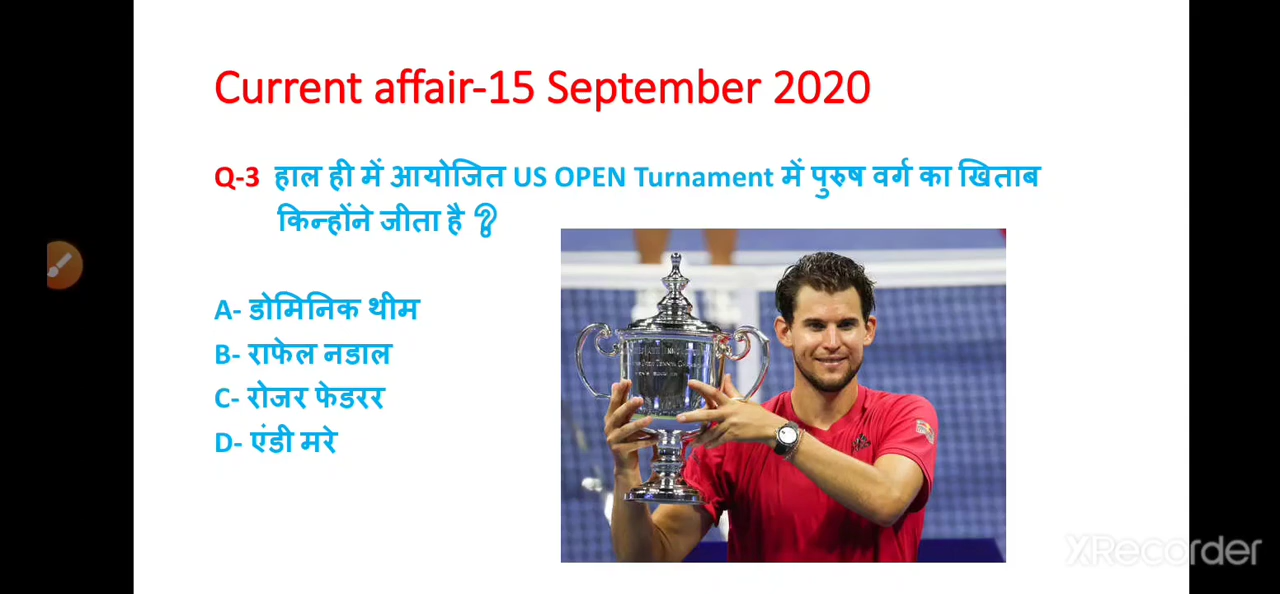 Current affair-15 September 2020
Q-3 हाल ही में आयोजित US OPEN Turnament में पुरुष वर्ग का खिताब
किन्होंने जीता है ?
A- डोमिनिक थीम
B- राफेल नडाल
C- रोजर फेडरर
D- एंडी मरे
XRecorder